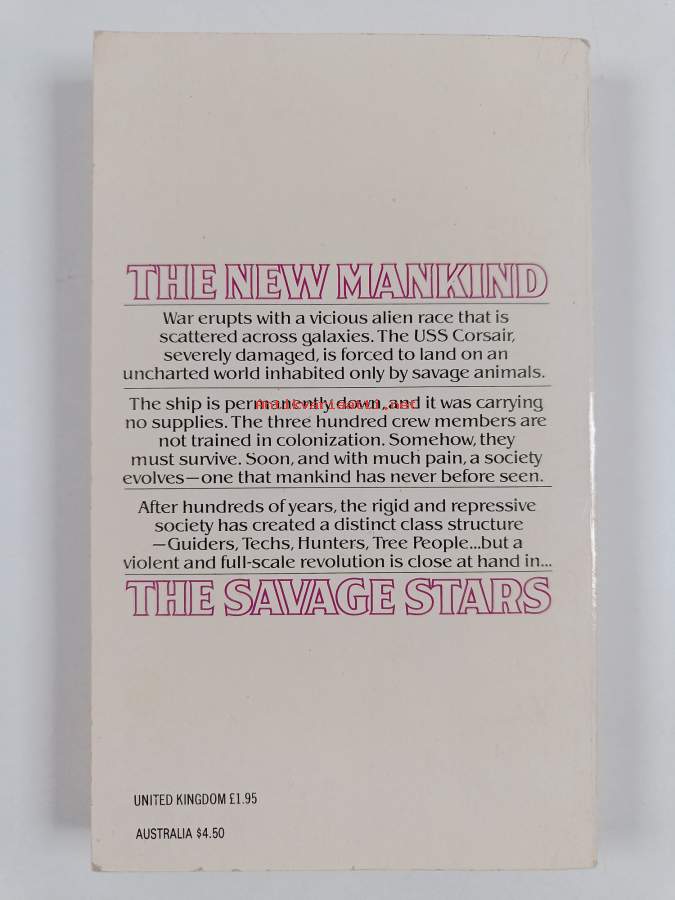 THE NEW MANKIND
War erupts with a vicious alien race that is
scattered across galaxies. The USS Corsair,
severely damaged, is forced to land on an
uncharted world inhabited only by savage animals.
The ship is permanently down, and it was carrying
Antikvariaatti.net
no supplies. The three hundred crew members are
not trained in colonization. Somehow, they
must survive. Soon, and with much pain, a society
evolves—one that mankind has never before seen.
After hundreds of years, the rigid and repressive
society has created a distinct class structure
—Guiders, Techs, Hunters, Tree People...but a
violent and full-scale revolution is close at hand in...
THE SAVAGE STARS
UNITED KINGDOM £1.95
AUSTRALIA $4.50